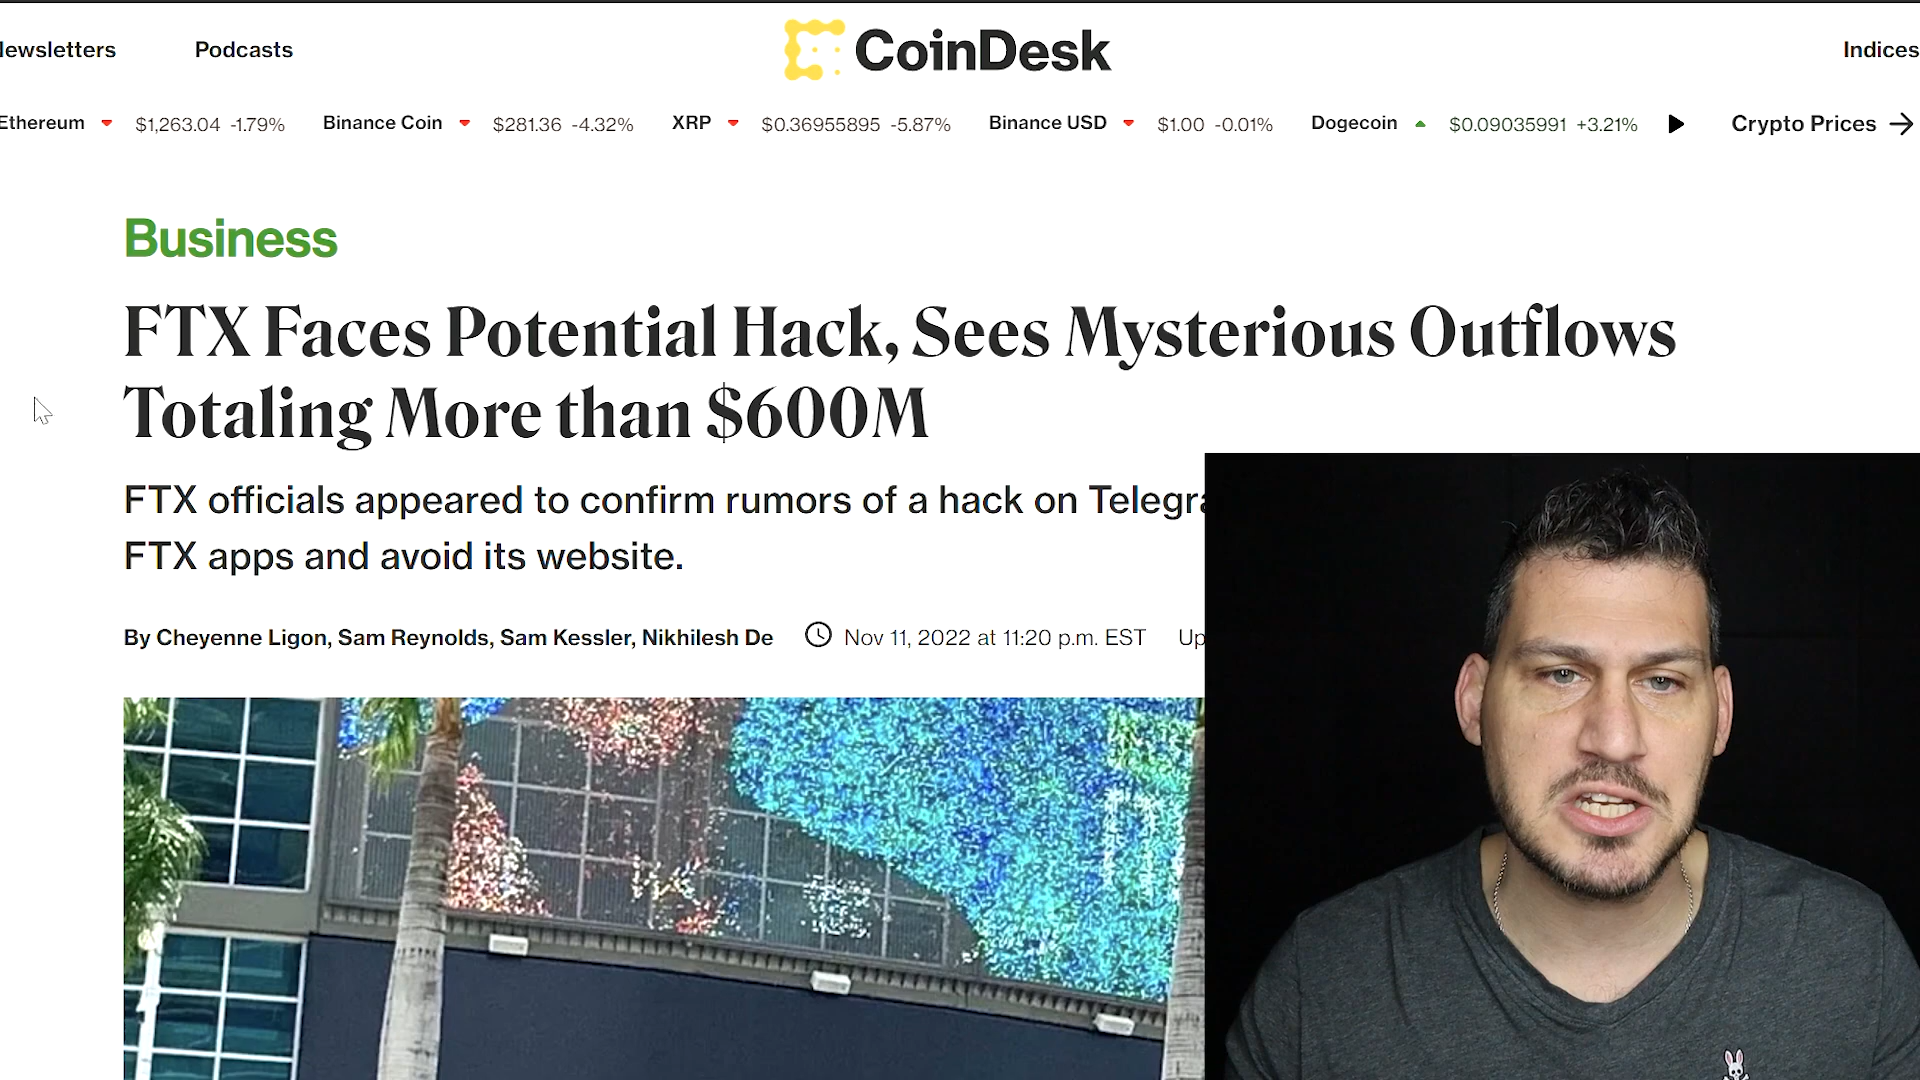 Newsletters Podcasts CoinDesk Indices
Ethereum $1,263.04 -1.79% Binance Coin $281.36 -4.32% XRP $0.36955895 -5.87% Binance USD $1.00 -0.01% Dogecoin $0.09035991 +3.21% Crypto Prices
Business
FTX Faces Potential Hack, Sees Mysterious Outflows
Totaling More than $600M
FTX officials appeared to confirm rumors of a hack on
FTX apps and avoid its website.
By Cheyenne Ligon, Sam Reynolds, Sam Kessler, Nikhilesh De Nov 11, 2022 at 11:20 p.m. EST